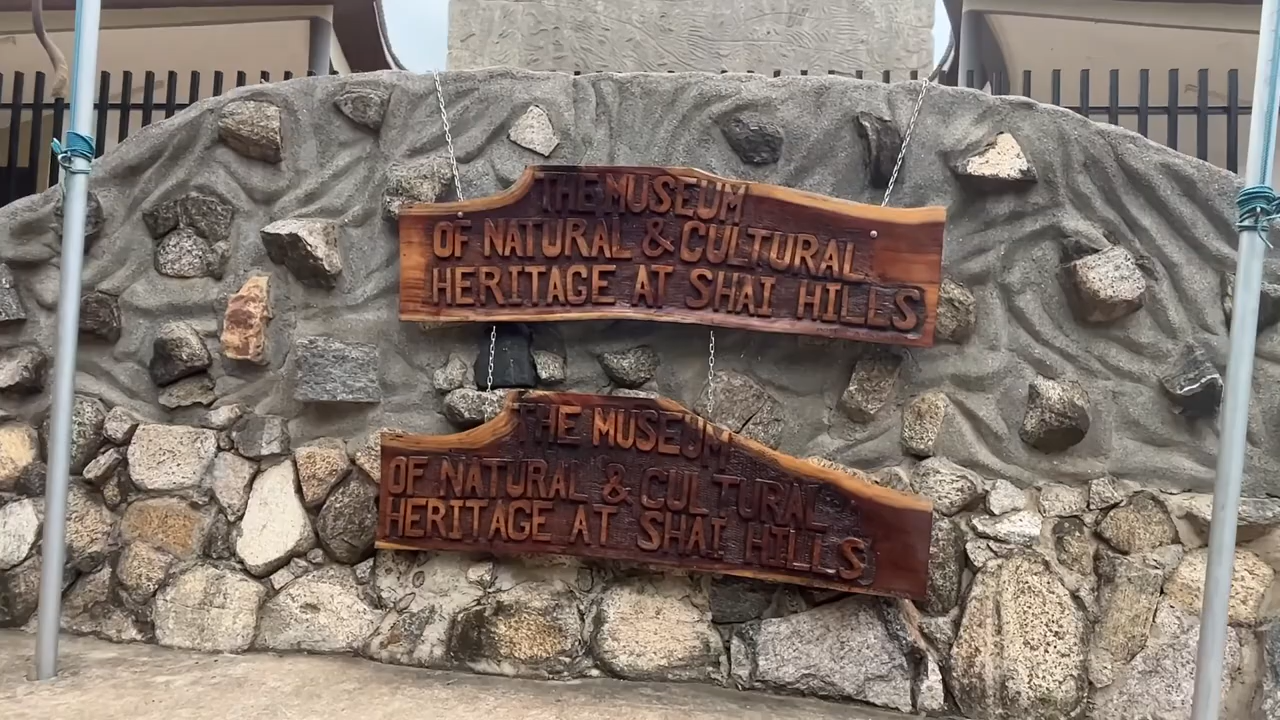 THE MUSEUM
OF NATURAL & CULTURAL
HERITAGE AT SHAI HILLS
THE MUSEUM
OF NATURAL & CULTURAL
HERITAGE AT SHAI HILLS